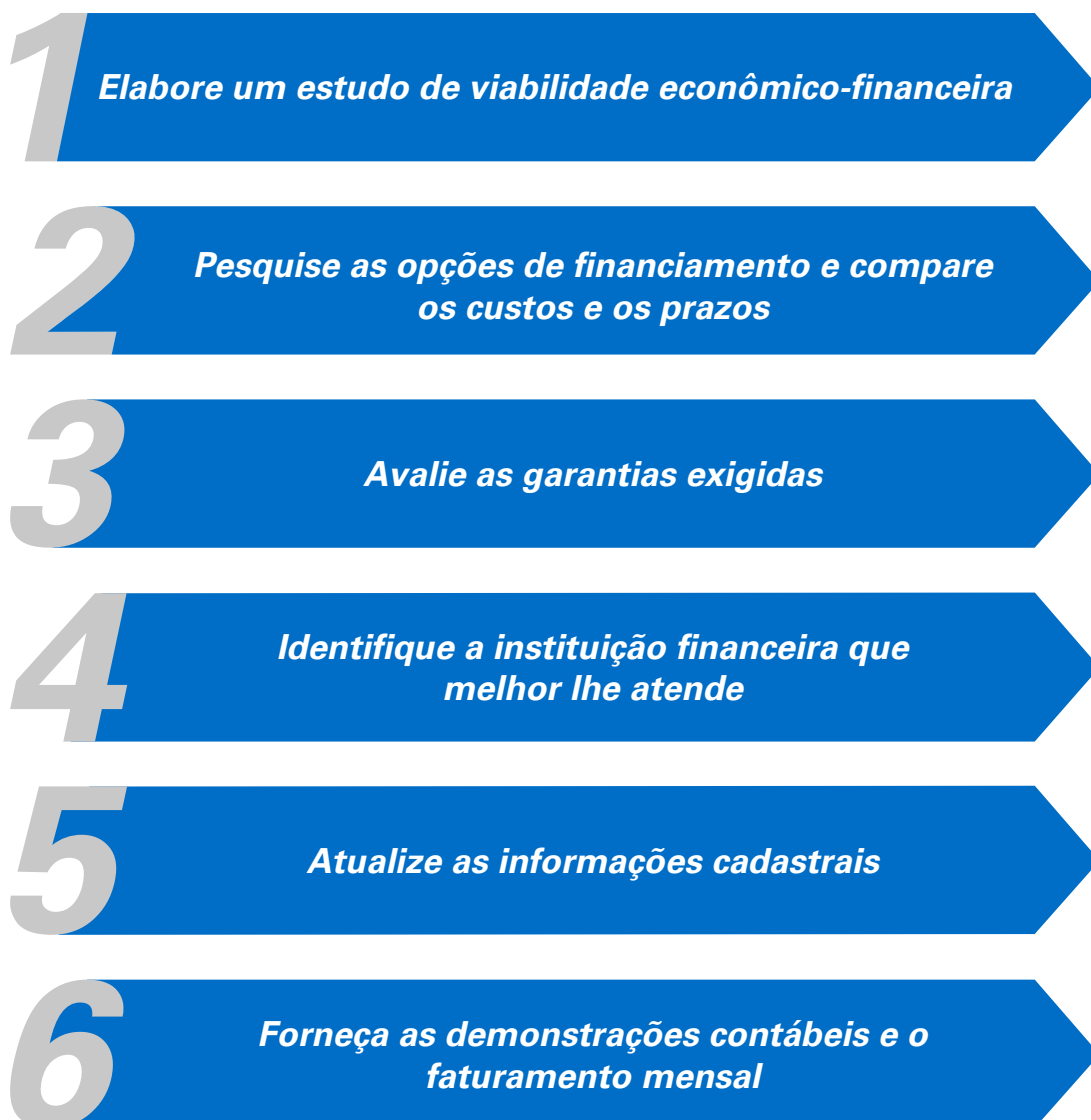 1
Elabore um estudo de viabilidade econômico-financeira
2
Pesquise as opções de financiamento e compare
os custos e os prazos
3
Avalie as garantias exigidas
4
Identifique a instituição financeira que
melhor lhe atende
5
Atualize as informações cadastrais
6
Forneça as demonstrações contábeis e o
faturamento mensal